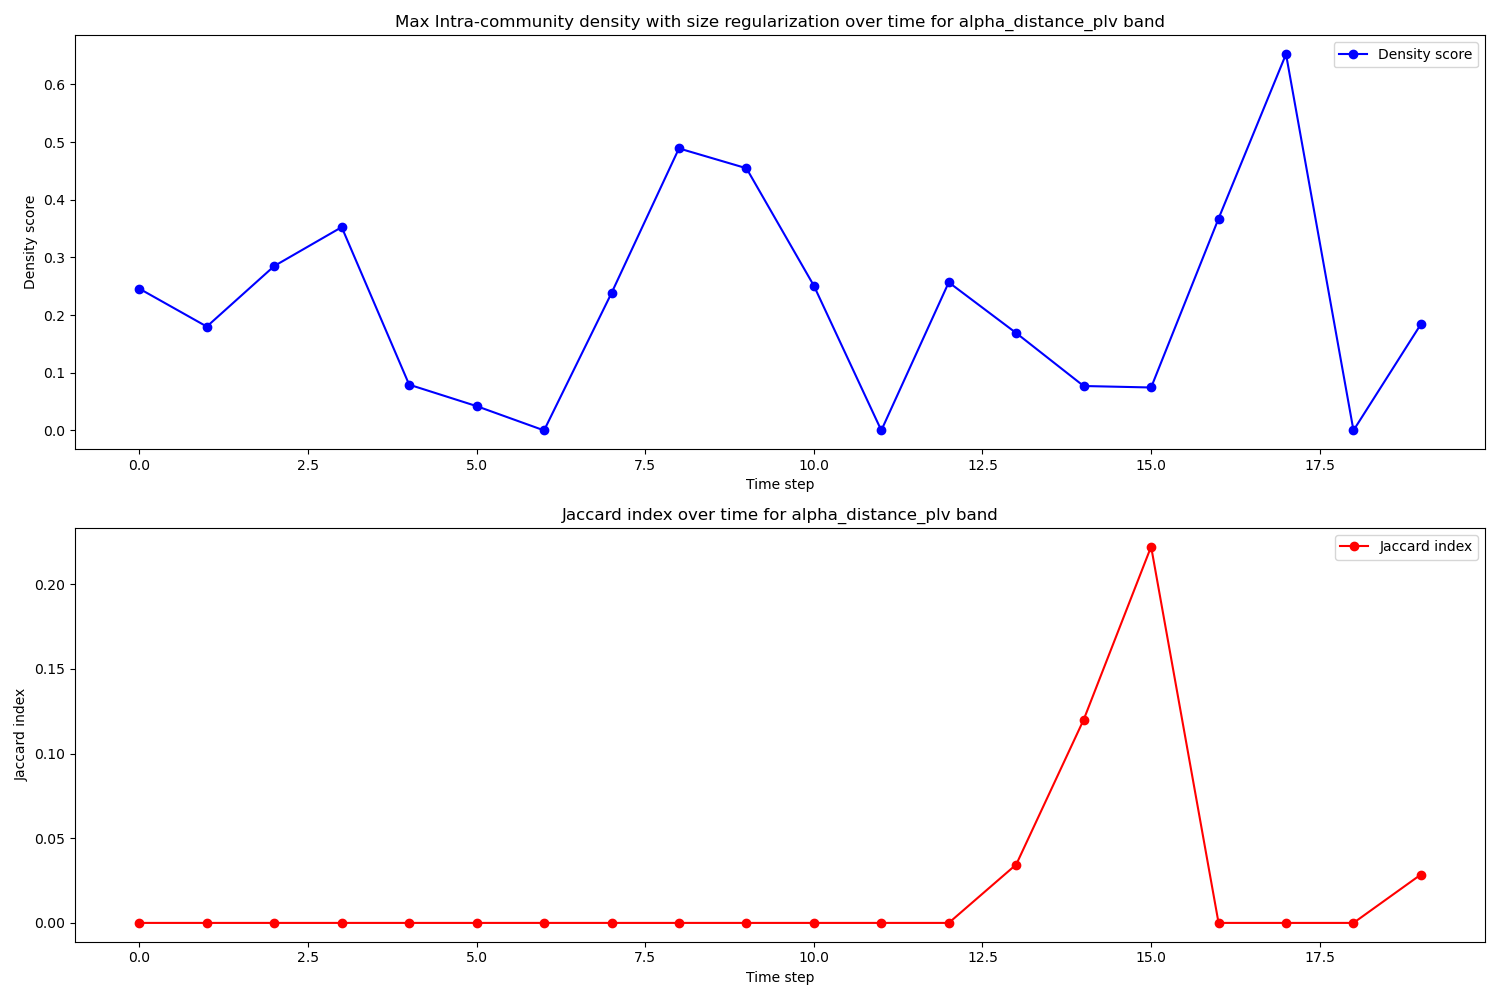 Max Intra-community density with size regularization over time for alpha_distance_plv band
Density score
0.6
0.5
0.4
0.3
0.2
0.1
0.0
Density score
0.0 2.5 5.0 7.5 10.0 12.5 15.0 17.5
Time step
Jaccard index over time for alpha_distance_plv band
Jaccard index
0.20
0.15
0.10
0.05
0.00
Jaccard index
0.0 2.5 5.0 7.5 10.0 12.5 15.0 17.5
Time step